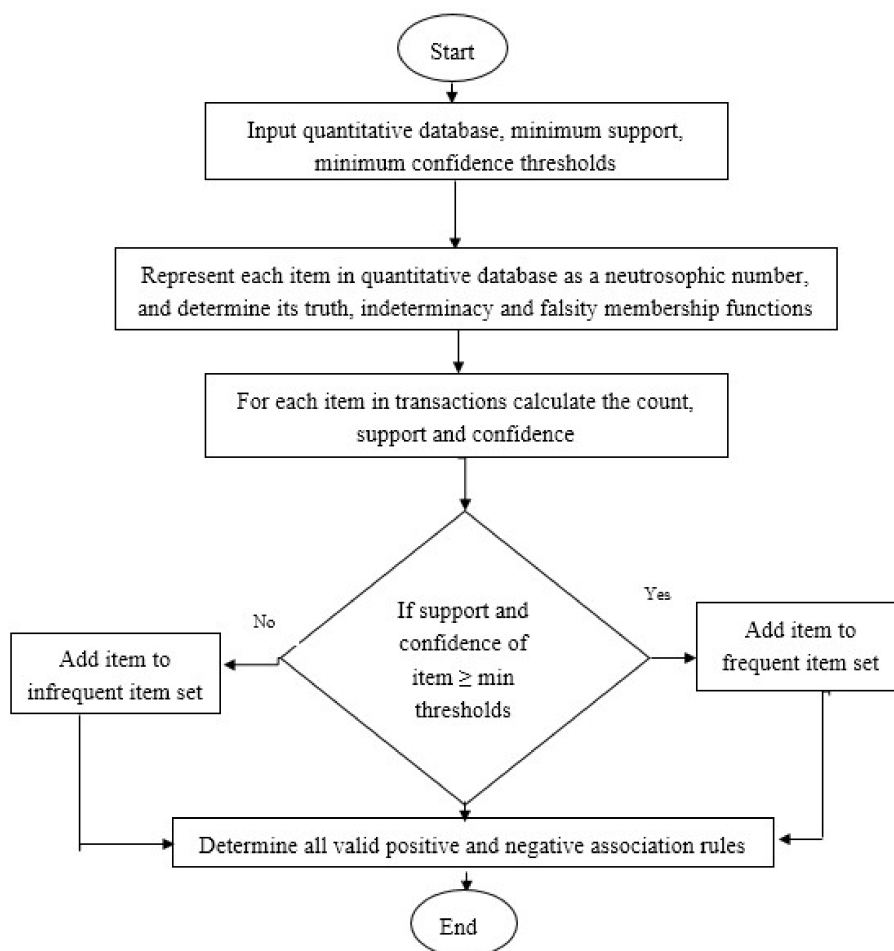 Start
Input quantitative database, minimum support,
minimum confidence thresholds
Represent each item in quantitative database as a neutrosophic number,
and determine its truth, indeterminacy and falsity membership functions
For each item in transactions calculate the count,
support and confidence
If support and
confidence of
item ≥ min
thresholds
No
Yes
Add item to
infrequent item set
Add item to
frequent item set
Determine all valid positive and negative association rules
End